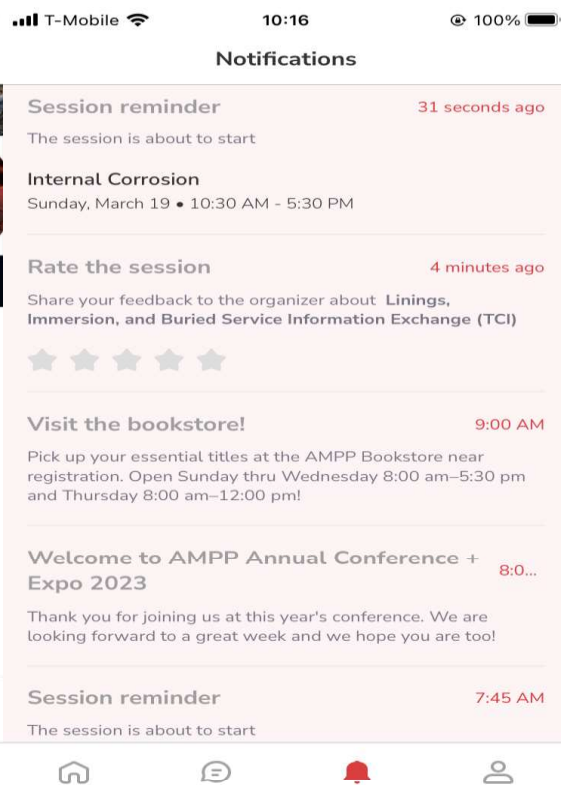 T-Mobile 10:16 100%
Notifications
Session reminder 31 seconds ago
The session is about to start
Internal Corrosion
Sunday, March 19 • 10:30 AM - 5:30 PM
Rate the session 4 minutes ago
Share your feedback to the organizer about Linings,
Immersion, and Buried Service Information Exchange (TCI)
Visit the bookstore! 9:00 AM
Pick up your essential titles at the AMPP Bookstore near
registration. Open Sunday thru Wednesday 8:00 am–5:30 pm
and Thursday 8:00 am–12:00 pm!
Welcome to AMPP Annual Conference + 8:0...
Expo 2023
Thank you for joining us at this year's conference. We are
looking forward to a great week and we hope you are too!
Session reminder 7:45 AM
The session is about to start